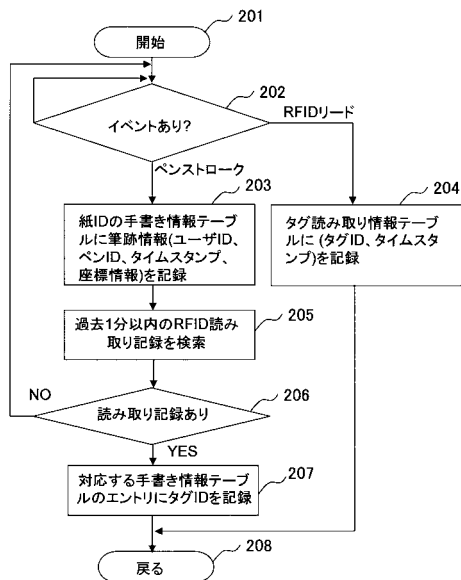 201
開始
202
イベントあり?
RFIDリード
ペンストローク
203
204
紙IDの手書き情報テーブ
ルに筆跡情報(ユーザID、
ペンID、タイムスタンプ、
座標情報)を記録
タグ読み取り情報テーブ
ルに (タグID、タイムスタ
ンプ)を記録
205
過去1分以内のRFID読み
取り記録を検索
NO
206
読み取り記録あり
YES
207
対応する手書き情報テーブ
ルのエントリにタグIDを記録
208
戻る